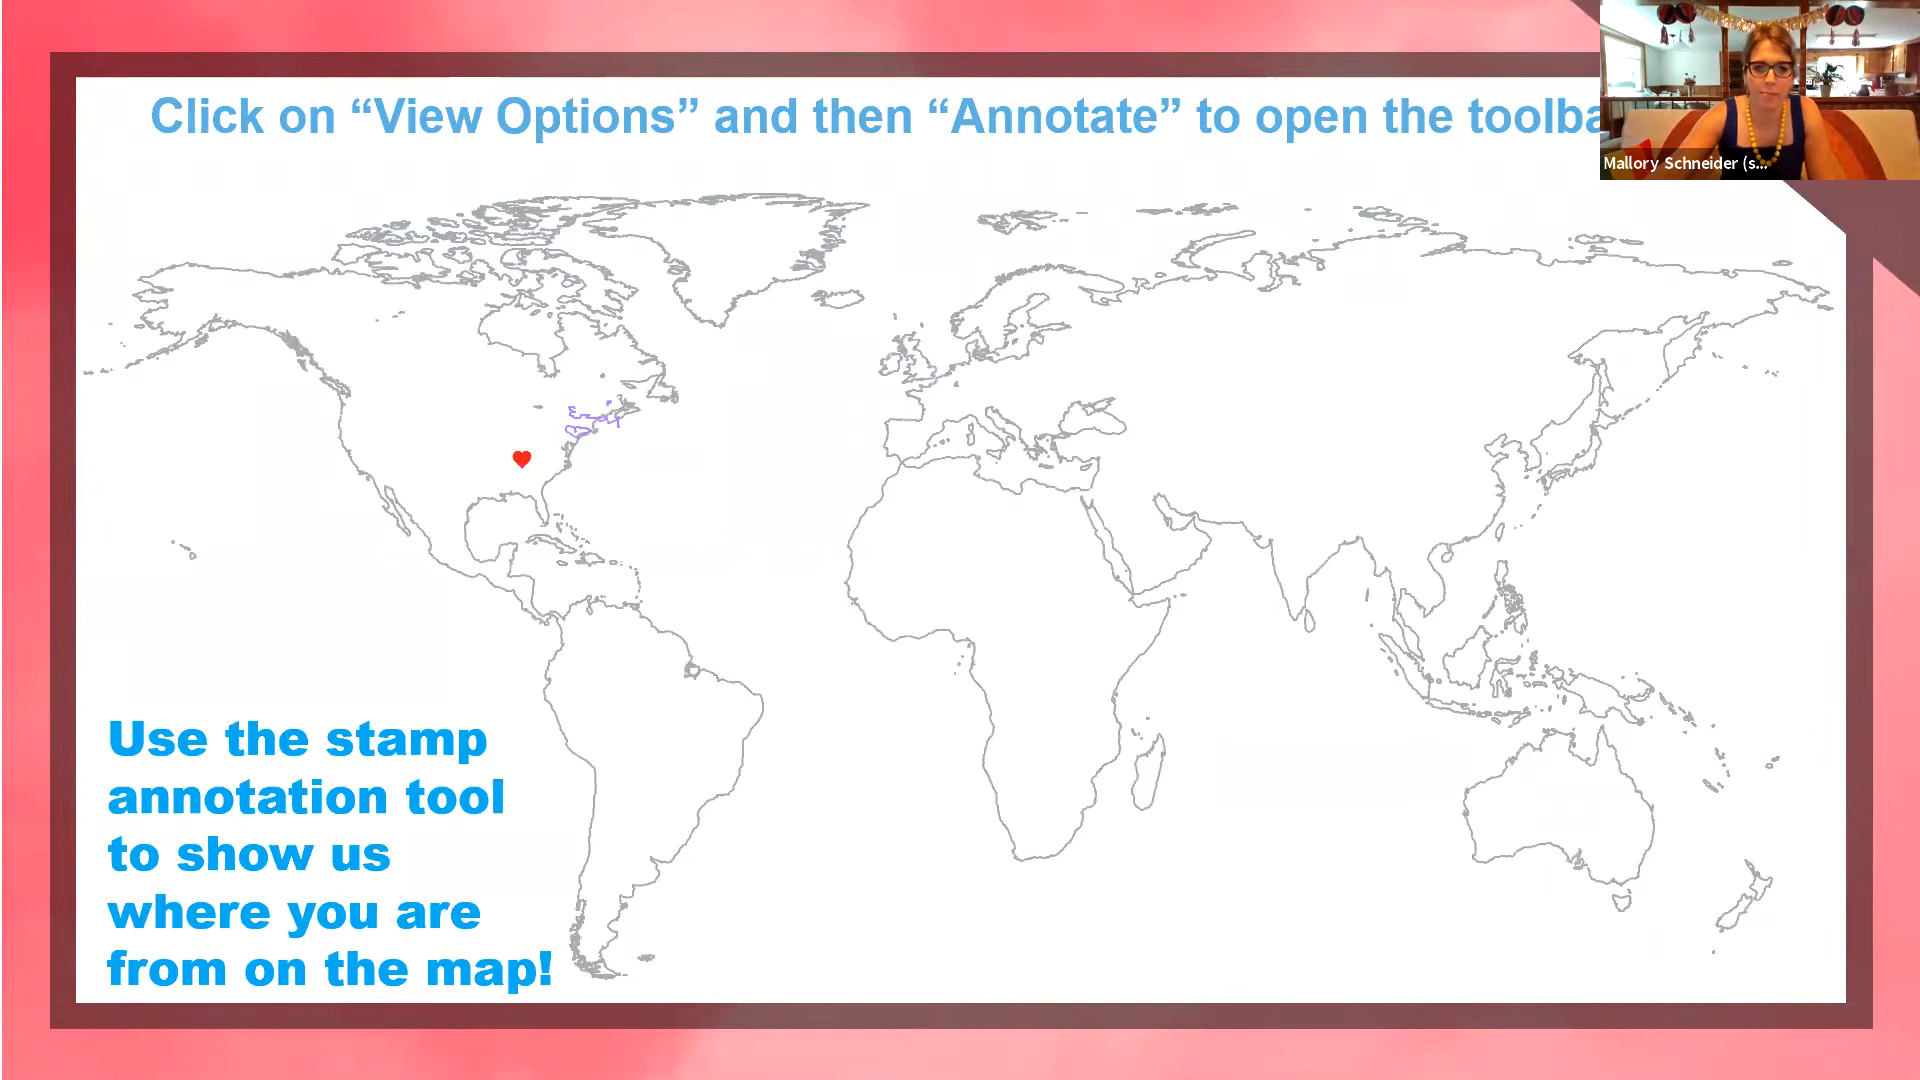 Click on “View Options” and then “Annotate” to open the toolba
Mallory Schneider (s...
Use the stamp
annotation tool
to show us
where you are
from on the map!